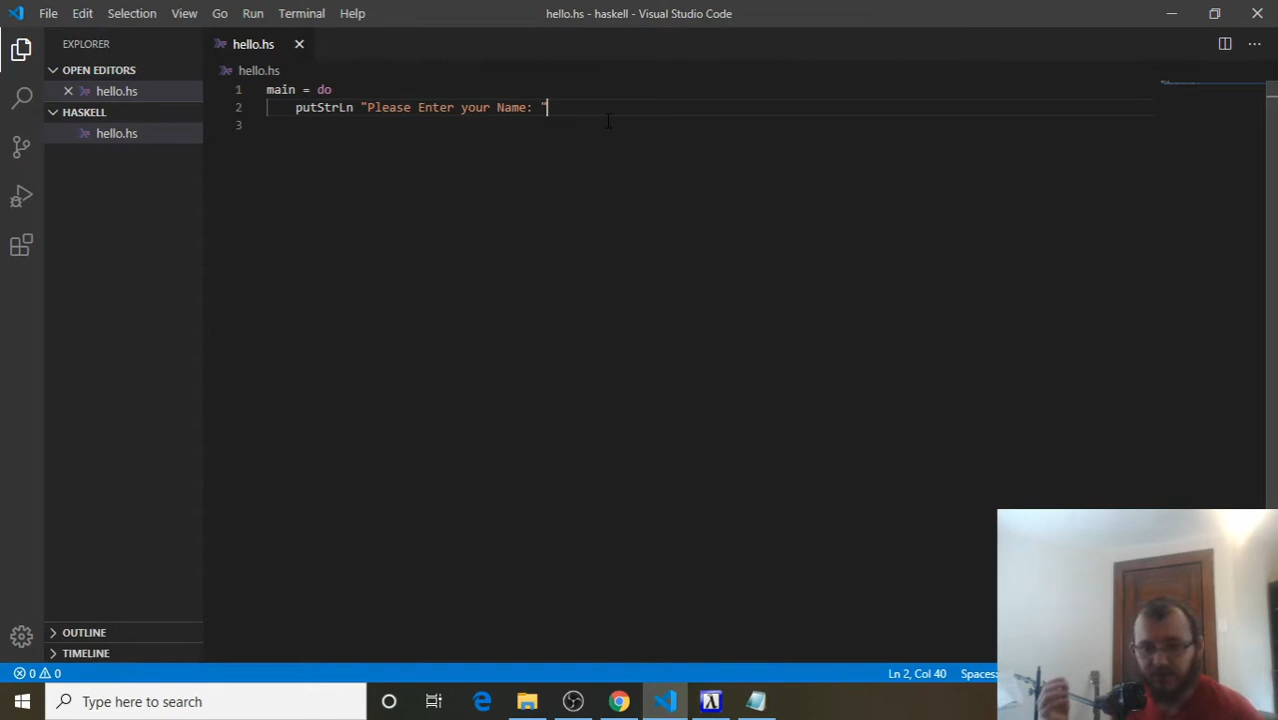 File Edit Selection View Go Run Terminal Help hello.hs - haskell - Visual Studio Code
EXPLORER
hello.hs
OPEN EDITORS
hello.hs
HASKELL
hello.hs
OUTLINE
TIMELINE
hello.hs
1 main = do
2 putStrLn "Please Enter your Name: "
3
0 0
Ln 2, Col 40 Spaces:
Type here to search